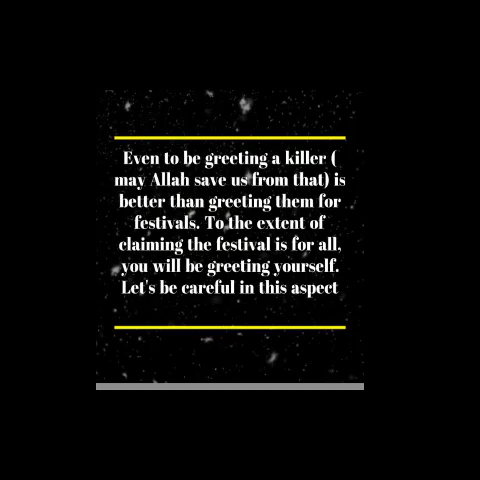 Even to be greeting a killer (
may Allah save us from that) is
better than greeting them for
festivals. To the extent of
claiming the festival is for all,
you will be greeting yourself.
Let's be careful in this aspect